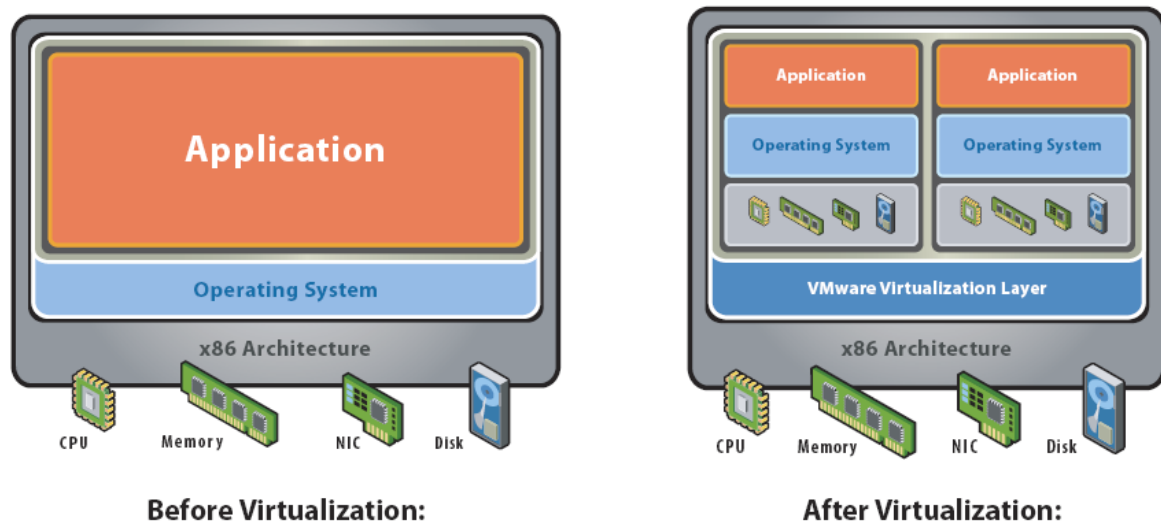 Application
Operating System
x86 Architecture
CPU
Memory
NIC
Disk
Before Virtualization:
Application
Application
Operating System
Operating System
VMware Virtualization Layer
x86 Architecture
CPU
Memory
NIC
Disk
After Virtualization: